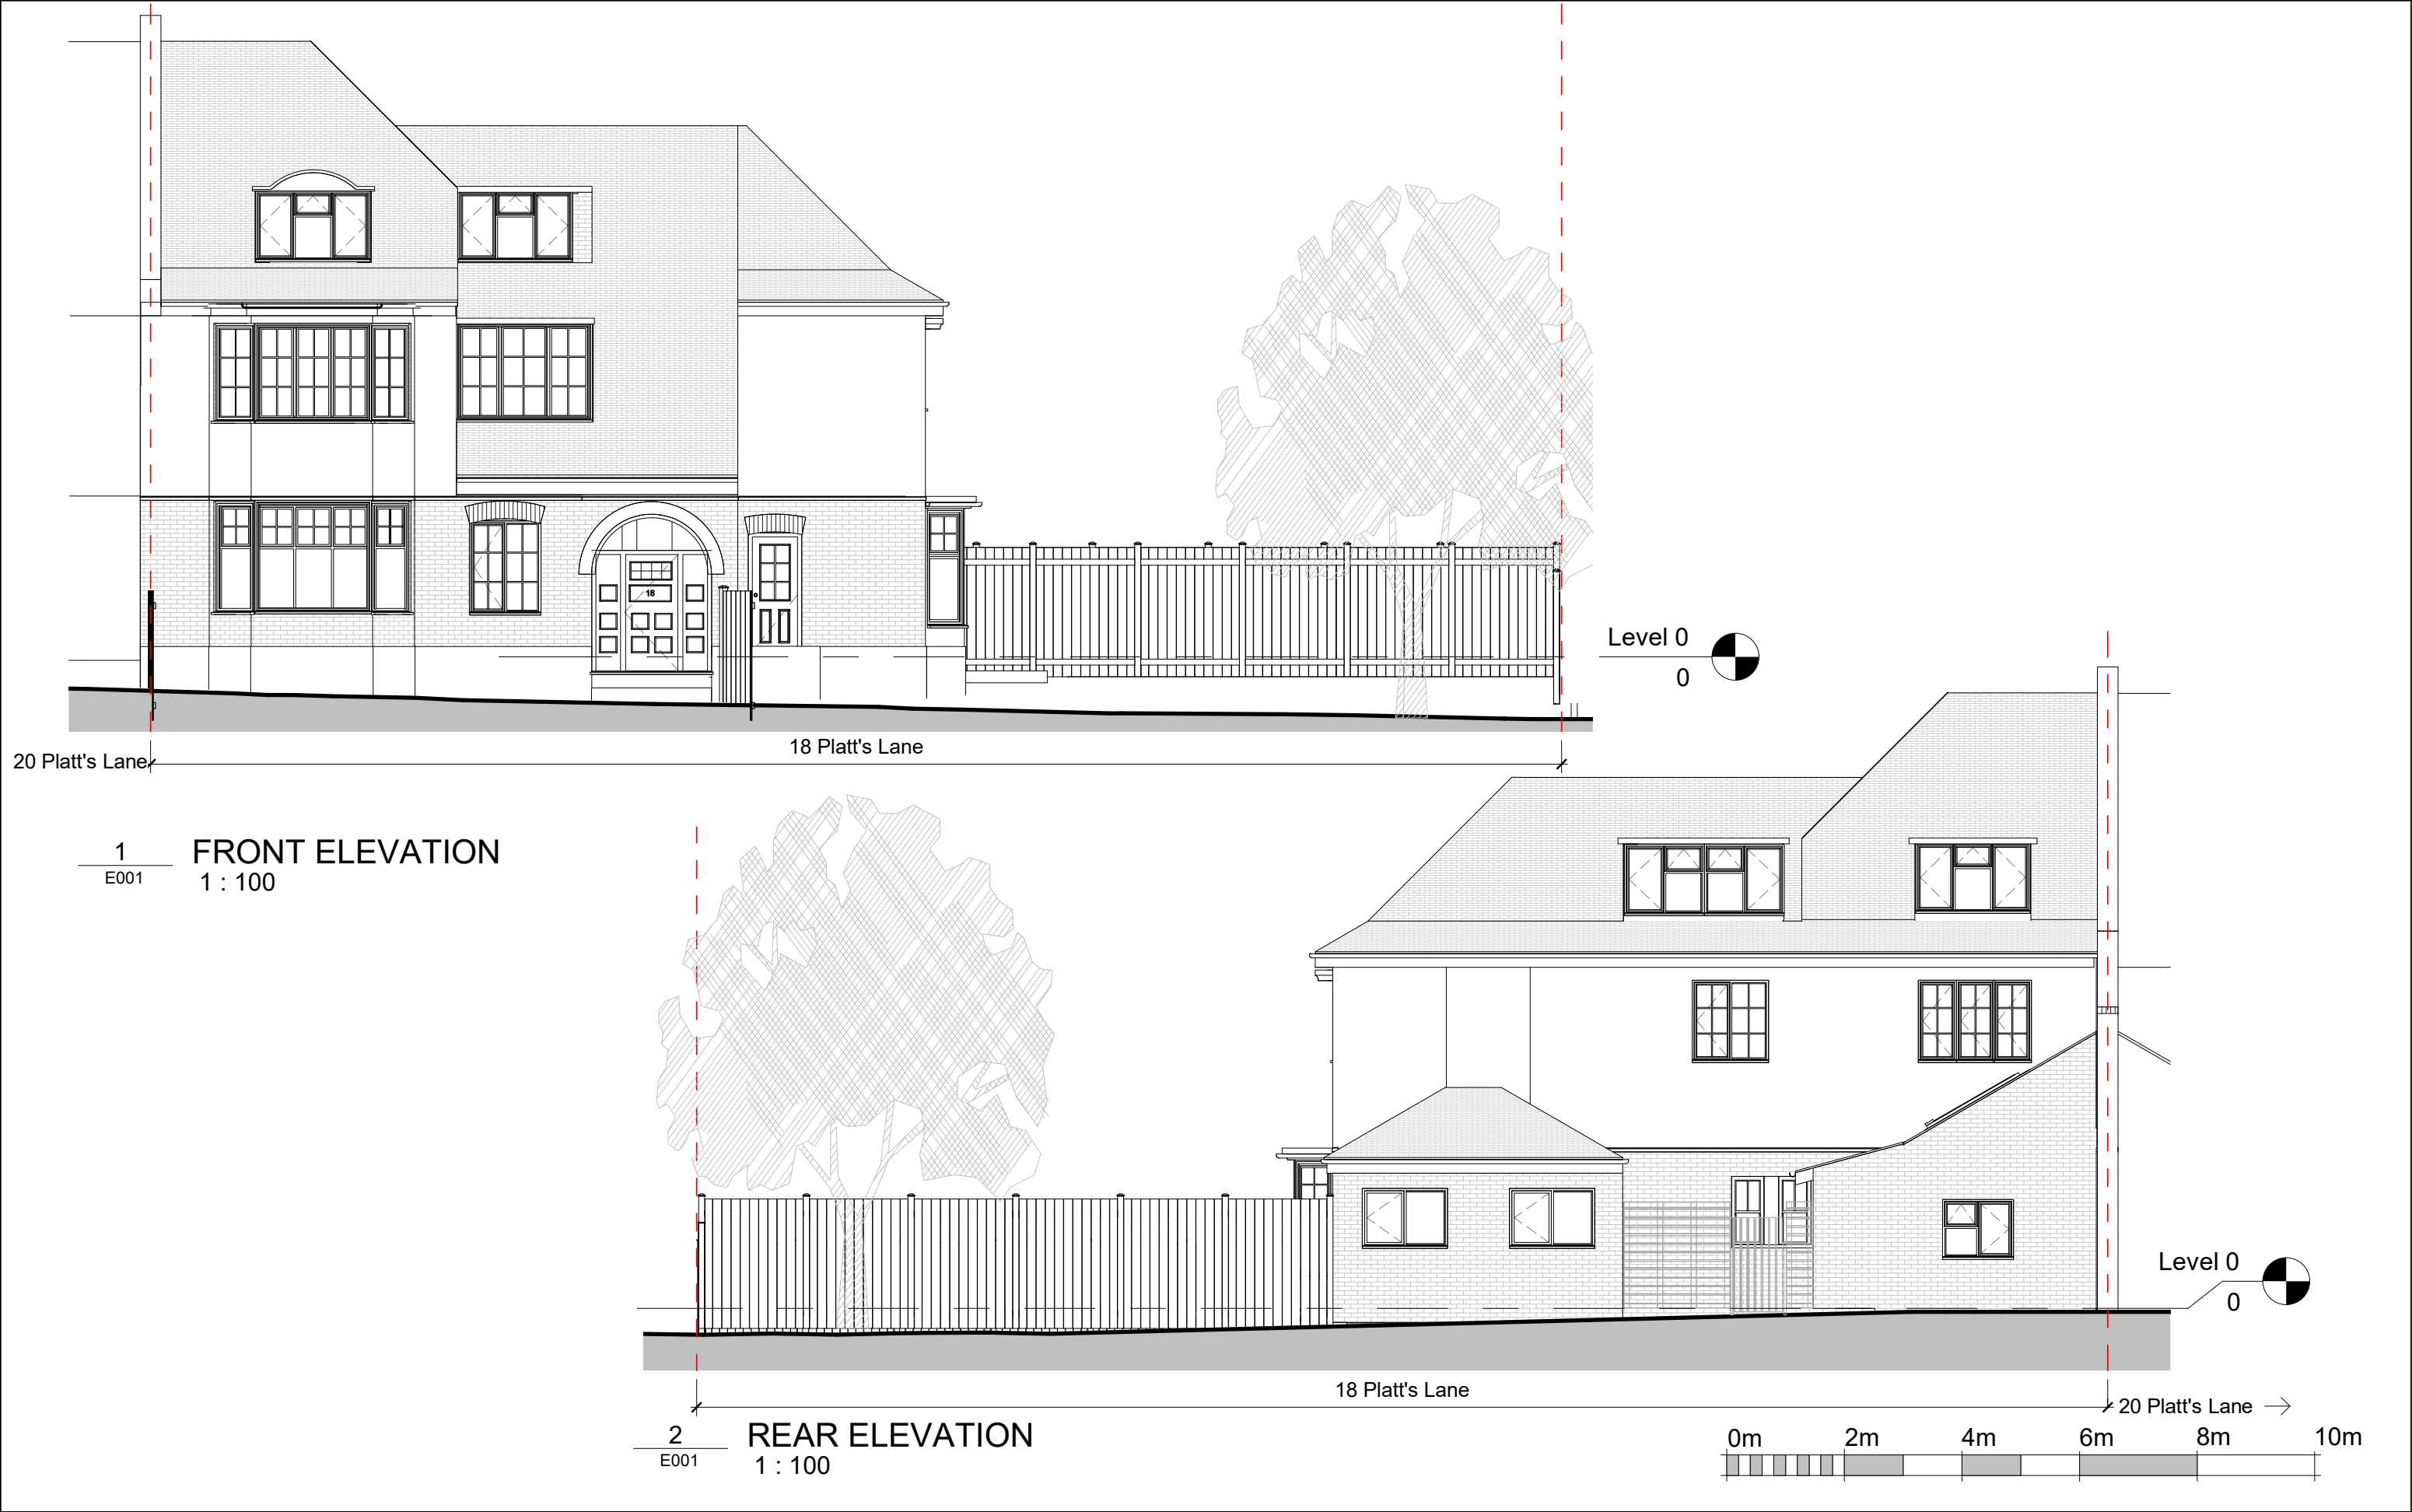 18
Level 0
0
18 Platt's Lane
20 Platt's Lane
1
E001
FRONT ELEVATION
1 : 100
Level 0
0
18 Platt's Lane
20 Platt's Lane
2
E001
REAR ELEVATION
1 : 100
0m 2m 4m 6m 8m 10m